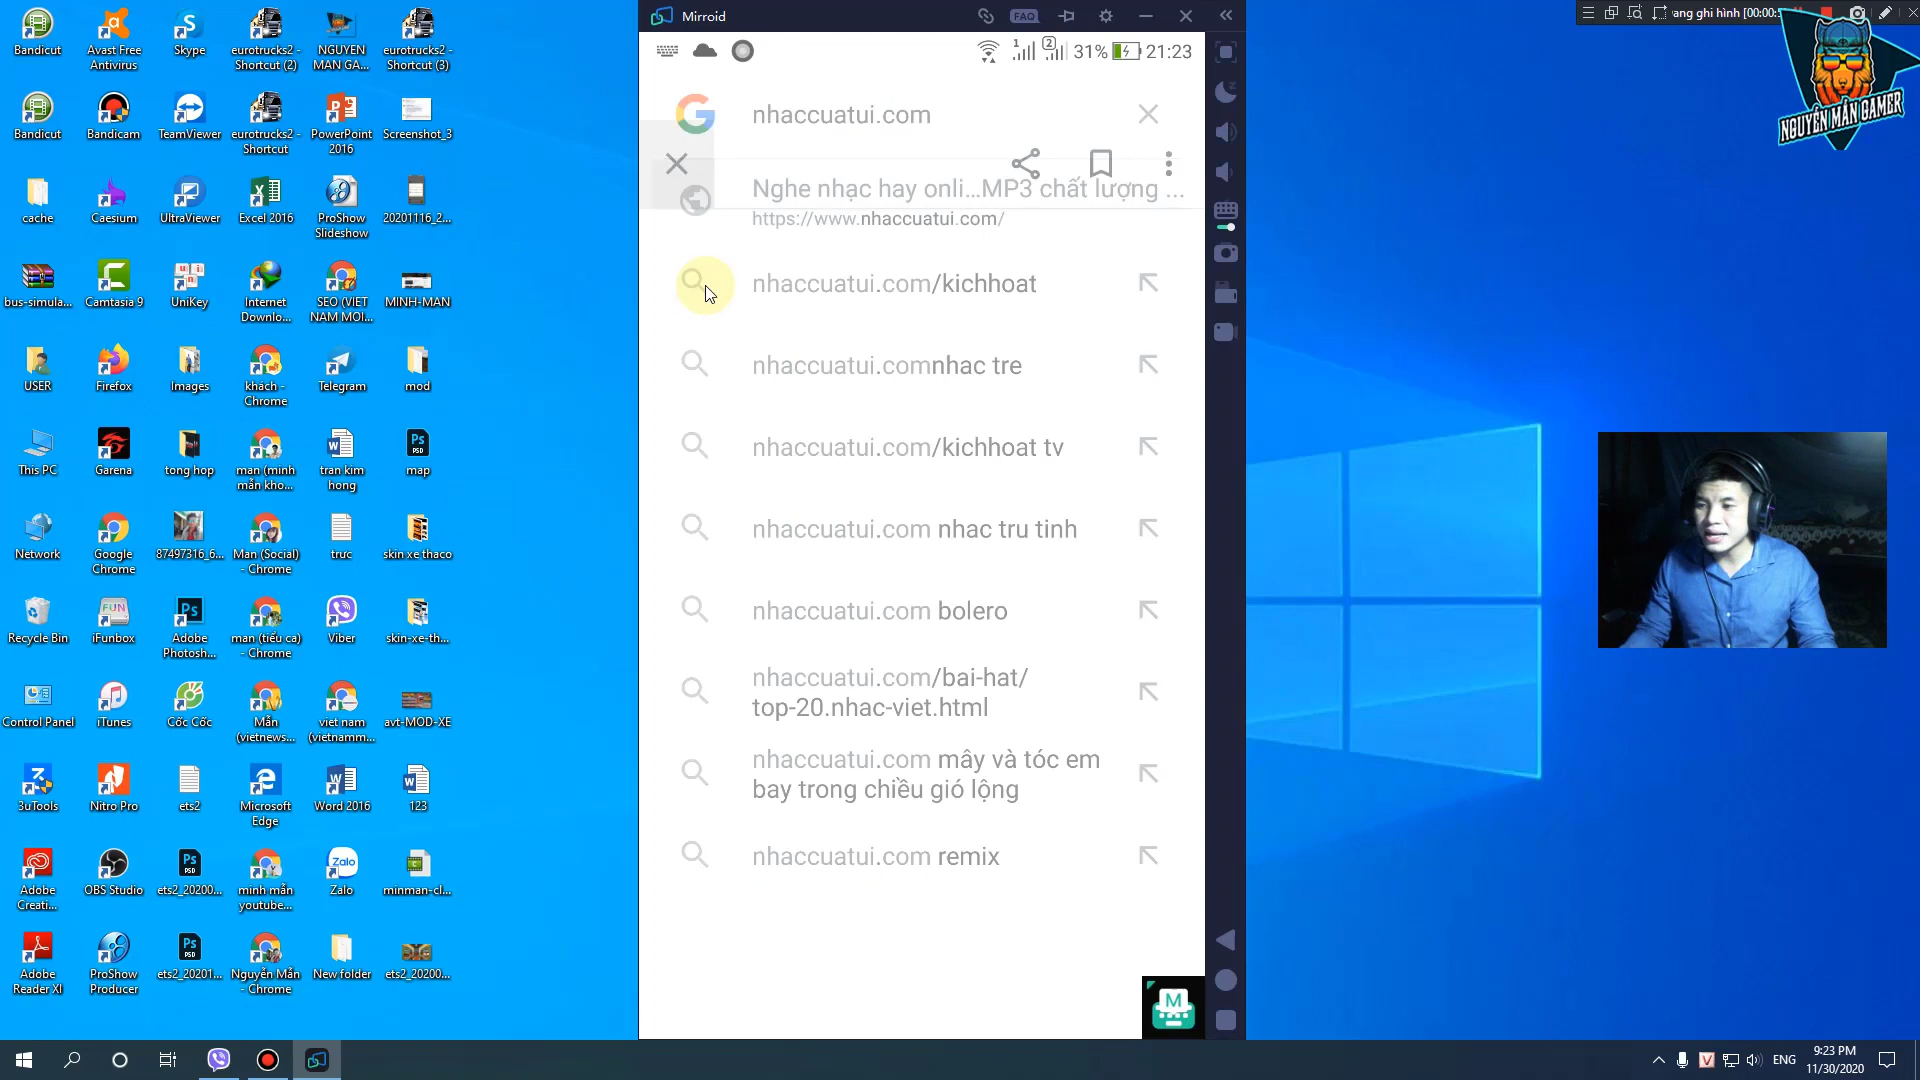 Mirroid
FAQ
ang ghi hình [00:00:
31%
21:23
nhaccuatui.com
Nghe nhạc hay onli...MP3 chất lượng ...
https://www.nhaccuatui.com/
nhaccuatui.com/kichhoat
nhaccuatui.comnhac tre
nhaccuatui.com/kichhoat tv
nhaccuatui.com nhac tru tinh
nhaccuatui.com bolero
nhaccuatui.com/bai-hat/
top-20.nhac-viet.html
nhaccuatui.com mây và tóc em
bay trong chiều gió lộng
nhaccuatui.com remix
NGUYỄN MẪN GAMER
Bandicut
Avast Free
Antivirus
Skype
eurotrucks2 -
Shortcut (2)
NGUYEN
MAN GA...
eurotrucks2 -
Shortcut (3)
Bandicut
Bandicam
TeamViewer
eurotrucks2 -
Shortcut
PowerPoint
2016
Screenshot_3
cache
Caesium
UltraViewer
Excel 2016
ProShow
Slideshow
20201116_2...
bus-simula...
Camtasia 9
UniKey
Internet
Downlo...
SEO (VIET
NAM MOI...
MINH-MAN
USER
Firefox
Images
khách -
Chrome
Telegram
mod
This PC
Garena
tong hop
man (minh
mẫn kho...
tran kim
hong
map
Network
Google
Chrome
87497316_6...
Man (Social)
- Chrome
trưc
skin xe thaco
Recycle Bin
iFunbox
Adobe
Photosh...
man (tiểu ca)
- Chrome
Viber
skin-xe-th...
Control Panel
iTunes
Cốc Cốc
Mẫn
(vietnews...
viet nam
(vietnamm...
avt-MOD-XE
3uTools
Nitro Pro
ets2
Microsoft
Edge
Word 2016
123
Adobe
Creati...
OBS Studio
ets2_20200...
minh mẫn
youtube...
Zalo
minman-cl...
Adobe
Reader XI
ProShow
Producer
ets2_20201...
Nguyễn Mẫn
- Chrome
New folder
ets2_20200...
ENG
9:23 PM
11/30/2020